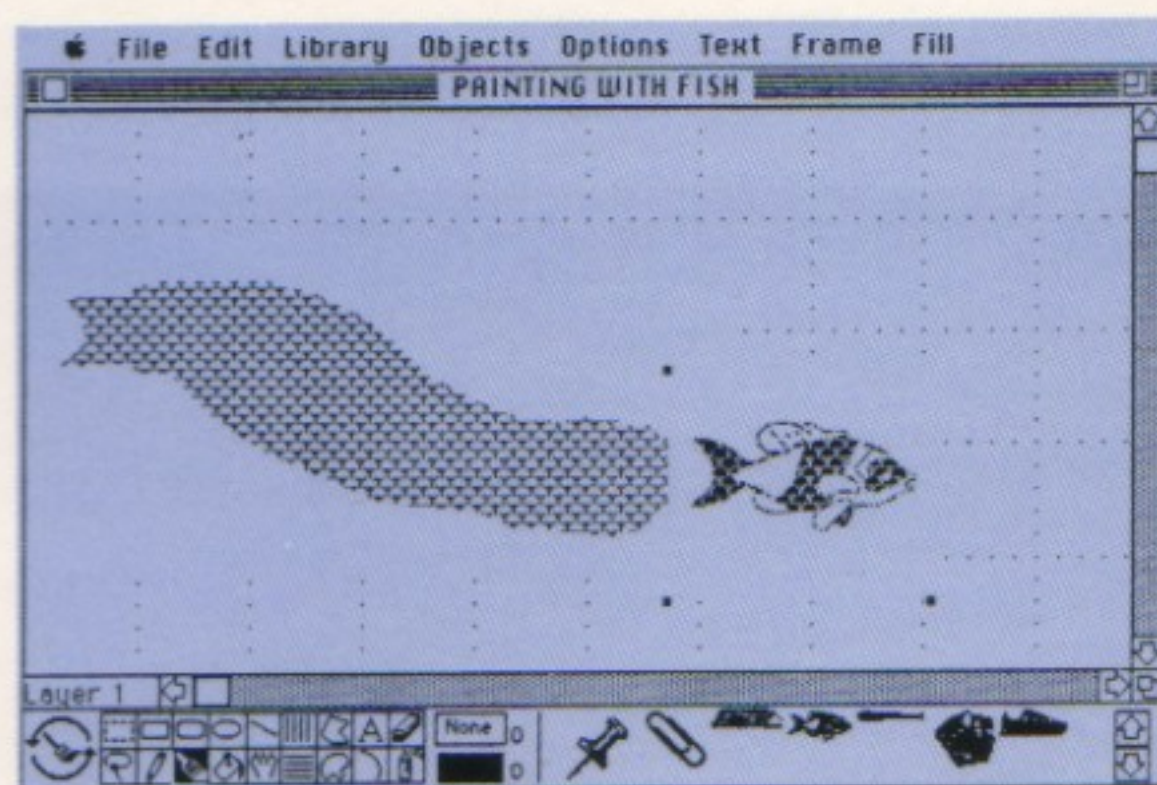 File Edit Library Objects Options Text Frame Fill
PAINTING WITH FISH
Layer 1
A None 0
0